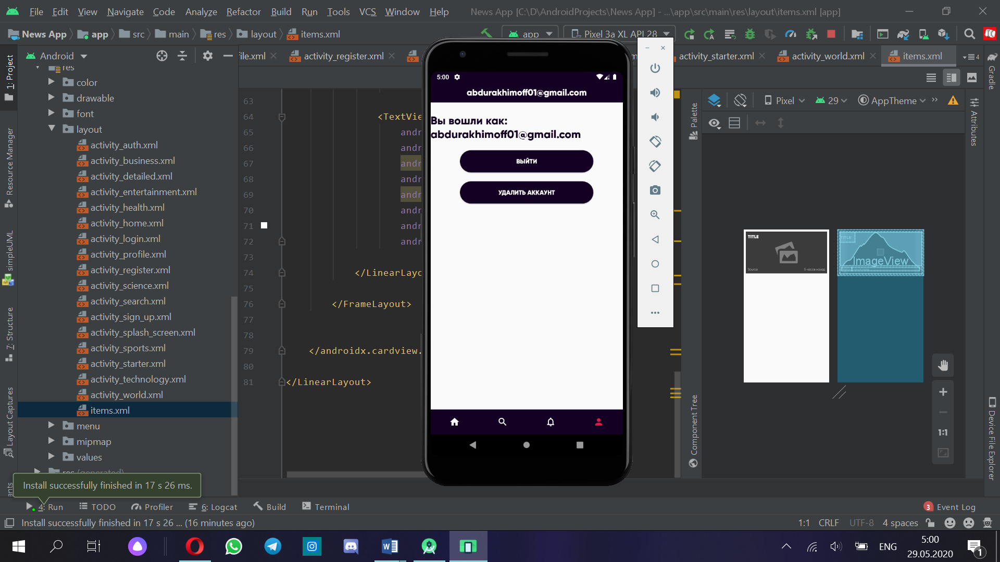 File Edit View Navigate Code Analyze Refactor Build Run Tools VCS Window Help News App [C:\D\AndroidProjects\News App] - ...\app\src\main\res\layout\items.xml [app]
News App app src main res layout items.xml app Pixel 3a XL API 28
Android
file.xml activity_register.xml activity_starter.xml activity_world.xml items.xml 4
1: Project
Resource Manager
simpleUML
7: Structure
Layout Captures
res
color
drawable
font
layout
activity_auth.xml
activity_business.xml
activity_detailed.xml
activity_entertainment.xml
activity_health.xml
activity_home.xml
activity_login.xml
activity_profile.xml
activity_register.xml
activity_science.xml
activity_search.xml
activity_sign_up.xml
activity_splash_screen.xml
activity_sports.xml
activity_starter.xml
activity_technology.xml
activity_world.xml
items.xml
menu
mipmap
values
res (generated)
63
64 <TextVie
65 andr
66 andr
67 andr
68 andr
69 andr
70 andr
71 andr
72 andr
73
74 </LinearLayo
75
76 </FrameLayout>
77
78
79 </androidx.cardview.
80
81 </LinearLayout>
5:00
abdurakhimoff01@gmail.com
Вы вошли как:
abdurakhimoff01@gmail.com
ВЫЙТИ
УДАЛИТЬ АККАУНТ
Palette
Component Tree
Pixel 29 AppTheme
TITLE
Source 5 часов назад
TITLE
ImageView
1:1
Gradle
Attributes
Device File Explorer
Install successfully finished in 17 s 26 ms.
4: Run TODO Profiler 6: Logcat Build Terminal 3 Event Log
Install successfully finished in 17 s 26 ... (16 minutes ago) 1:1 CRLF UTF-8 4 spaces
ENG
5:00
29.05.2020
1